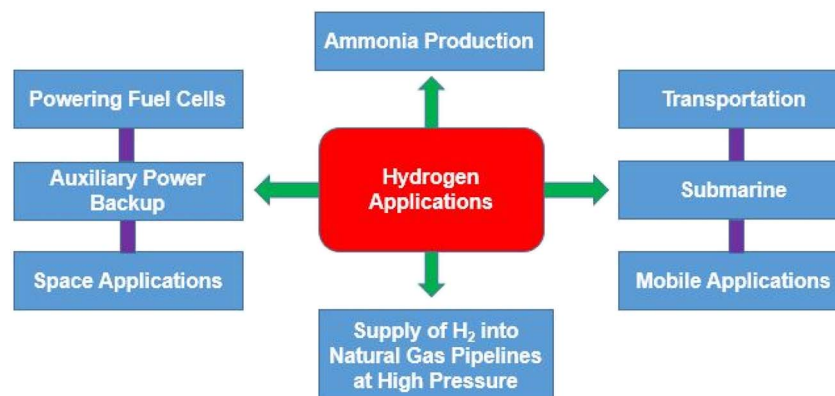 Ammonia Production
Powering Fuel Cells
Transportation
Hydrogen
Applications
Auxiliary Power
Backup
Submarine
Space Applications
Mobile Applications
Supply of H₂ into
Natural Gas Pipelines
at High Pressure